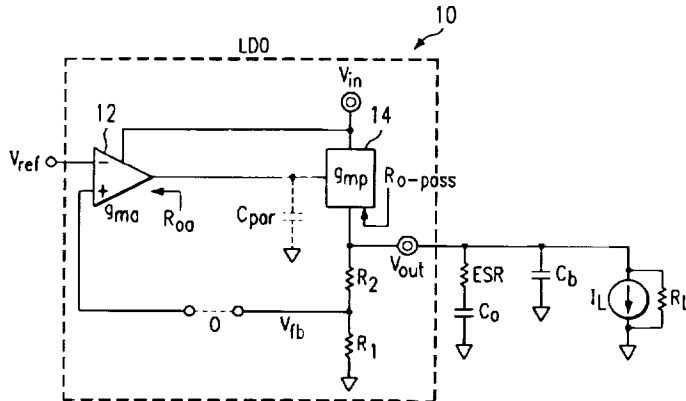 10
LDO
Vin
12
14
Vref
−
+
gma
Roa
Cpar
gmp
Ro-pass
Vout
R2
ESR
Cb
IL
RL
Co
O
Vfb
R1